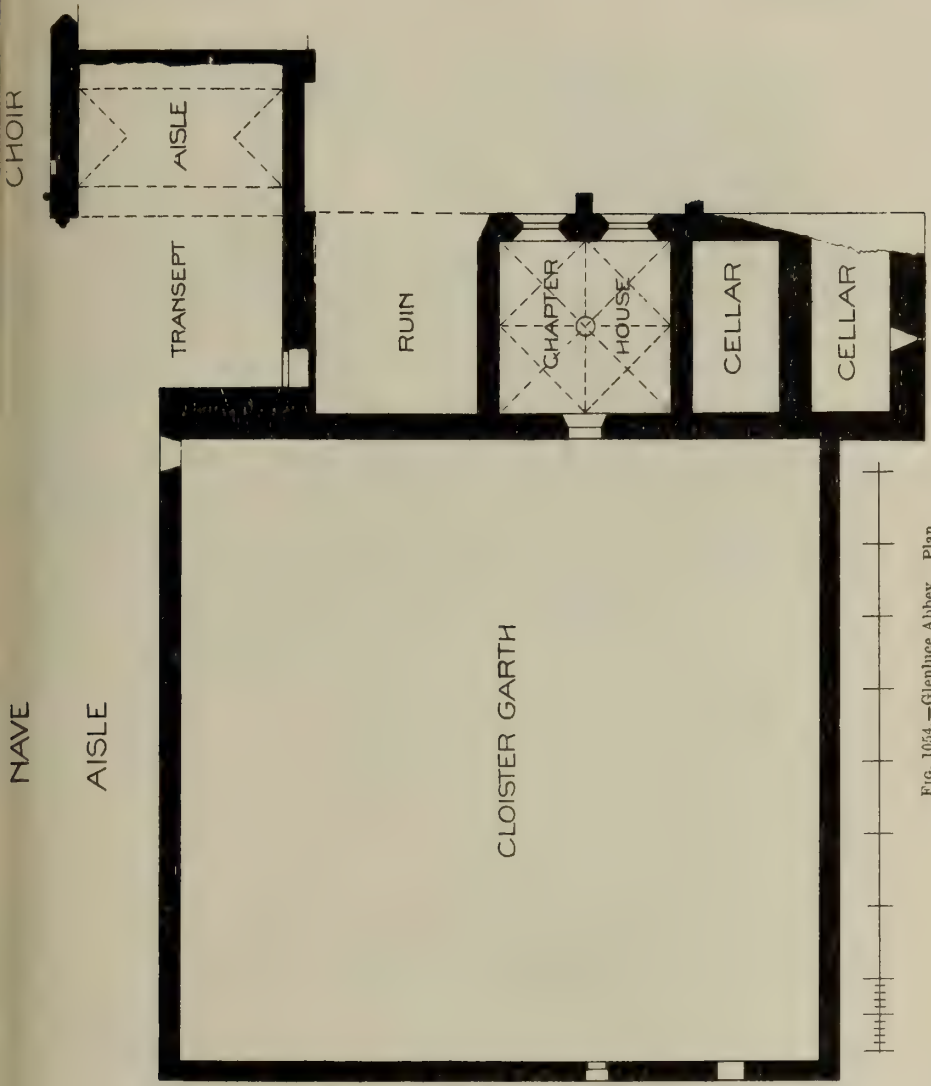 CHOIR
AISLE
TRANSEPT
NAVE
AISLE
RUIN
CHAPTER
HOUSE
CELLAR
CELLAR
CLOISTER GARTH
FIG. 1054.—Glenluce Abbey. Plan.